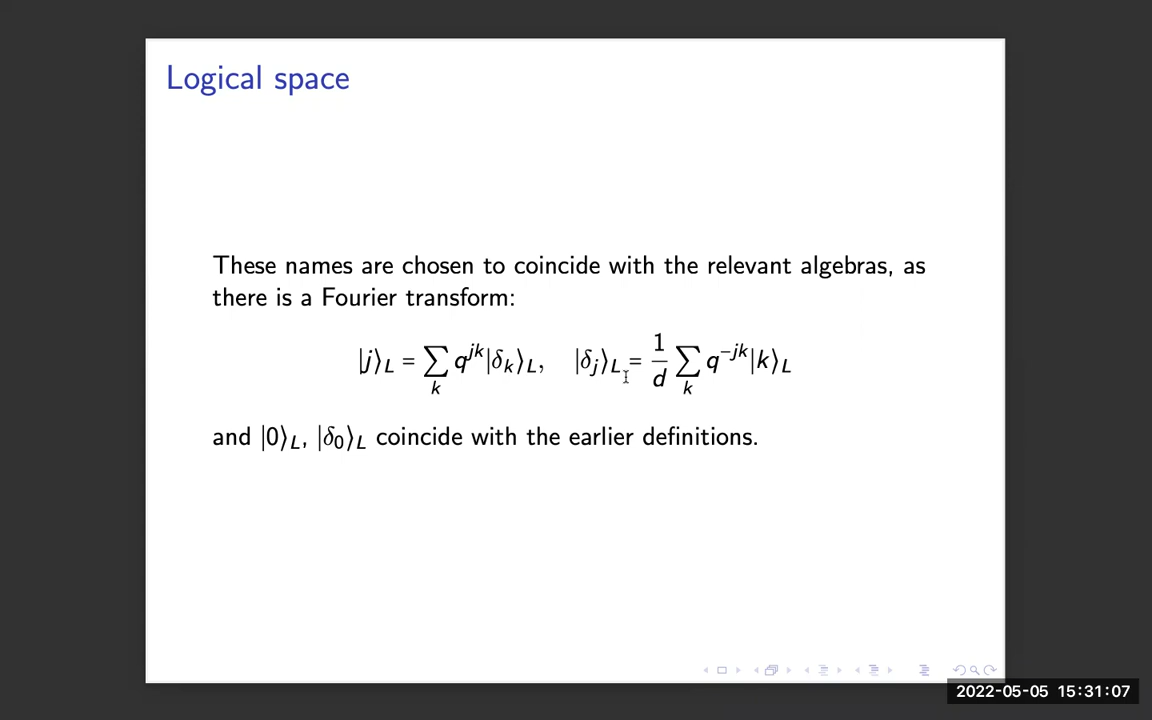 Logical space
These names are chosen to coincide with the relevant algebras, as
there is a Fourier transform:
|j⟩_L = ∑_k q^{jk}|δ_k⟩_L, |δ_j⟩_L = \frac{1}{d} ∑_k q^{−jk}|k⟩_L
and |0⟩_L, |δ_0⟩_L coincide with the earlier definitions.
2022-05-05 15:31:07